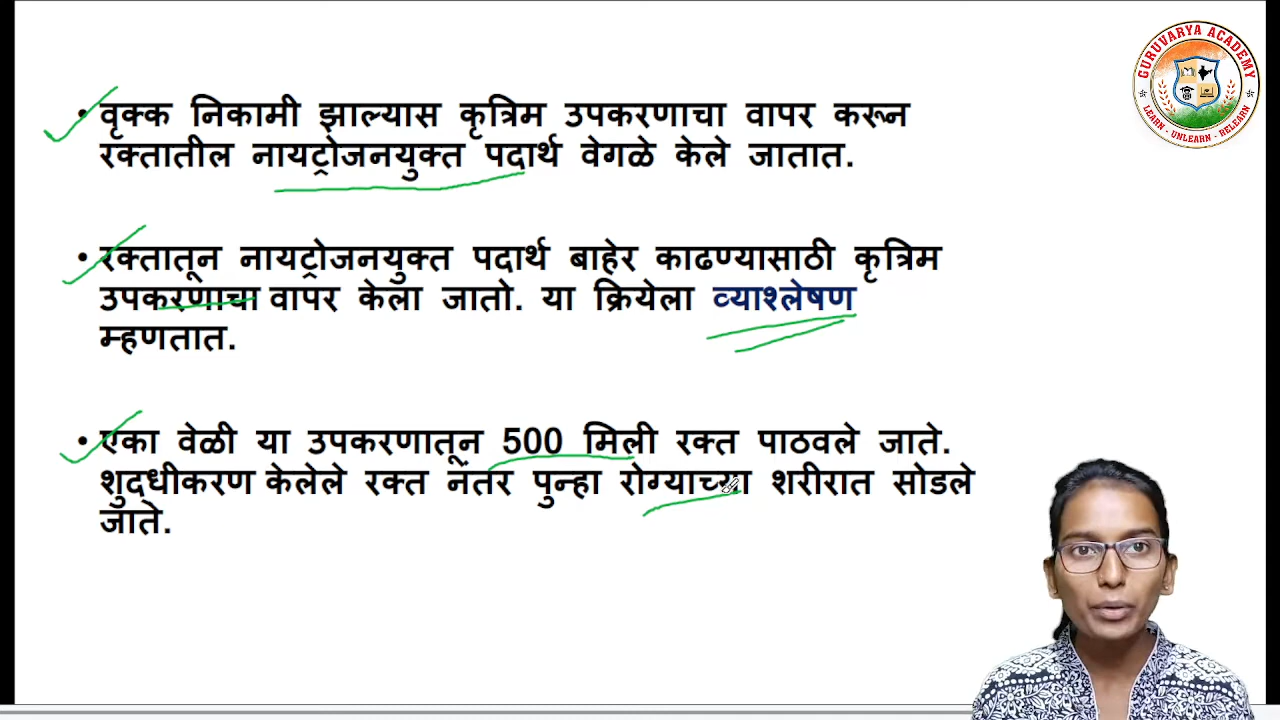 GURUVARYA ACADEMY
LEARN - UNLEARN - RELEARN
• वृक्क निकामी झाल्यास कृत्रिम उपकरणाचा वापर करून
रक्तातील नायट्रोजनयुक्त पदार्थ वेगळे केले जातात.
• रक्तातून नायट्रोजनयुक्त पदार्थ बाहेर काढण्यासाठी कृत्रिम
उपकरणाचा वापर केला जातो. या क्रियेला व्याश्लेषण
म्हणतात.
• एका वेळी या उपकरणातून 500 मिली रक्त पाठवले जाते.
शुद्धीकरण केलेले रक्त नंतर पुन्हा रोग्याच्या शरीरात सोडले
जाते.